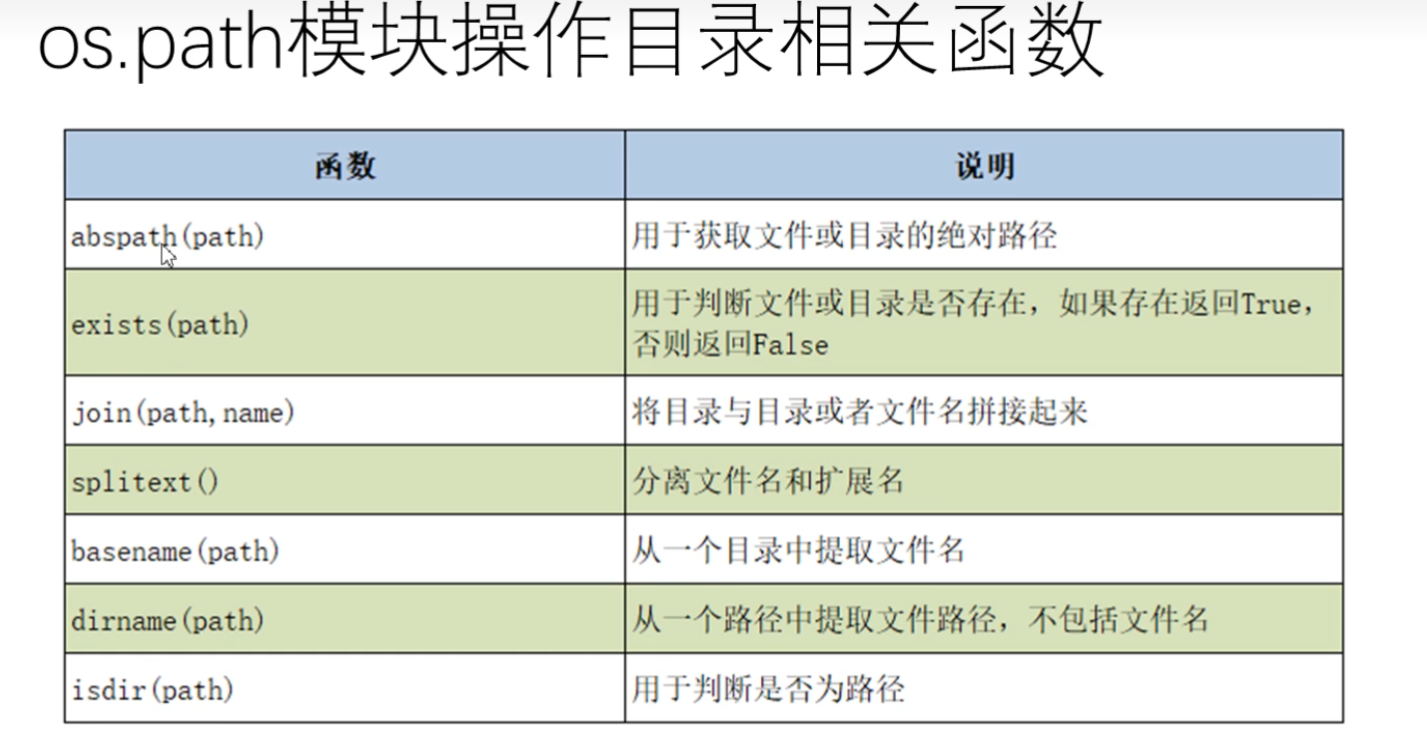 os.path模块操作目录相关函数
函数 说明
abspath(path) 用于获取文件或目录的绝对路径
exists(path) 用于判断文件或目录是否存在，如果存在返回True，
否则返回False
join(path,name) 将目录与目录或者文件名拼接起来
splitext() 分离文件名和扩展名
basename(path) 从一个目录中提取文件名
dirname(path) 从一个路径中提取文件路径，不包括文件名
isdir(path) 用于判断是否为路径